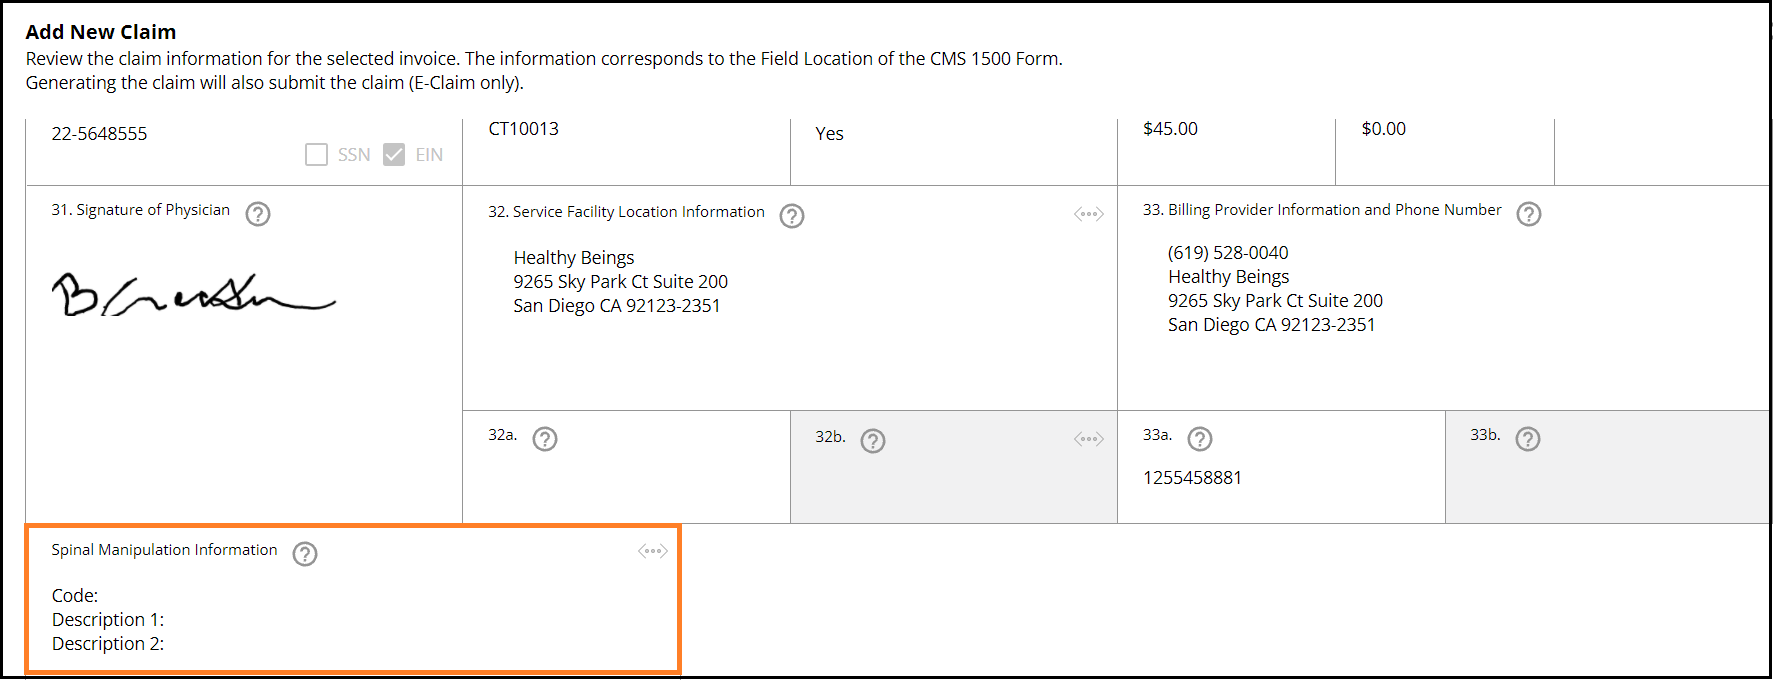 Add New Claim
Review the claim information for the selected invoice. The information corresponds to the Field Location of the CMS 1500 Form.
Generating the claim will also submit the claim (E-Claim only).
22-5648555
SSN EIN
CT10013
Yes
$45.00
$0.00
31. Signature of Physician ?
32. Service Facility Location Information ?
Healthy Beings
9265 Sky Park Ct Suite 200
San Diego CA 92123-2351
33. Billing Provider Information and Phone Number ?
(619) 528-0040
Healthy Beings
9265 Sky Park Ct Suite 200
San Diego CA 92123-2351
32a. ?
32b. ?
33a. ?
1255458881
33b. ?
Spinal Manipulation Information ?
Code:
Description 1:
Description 2: